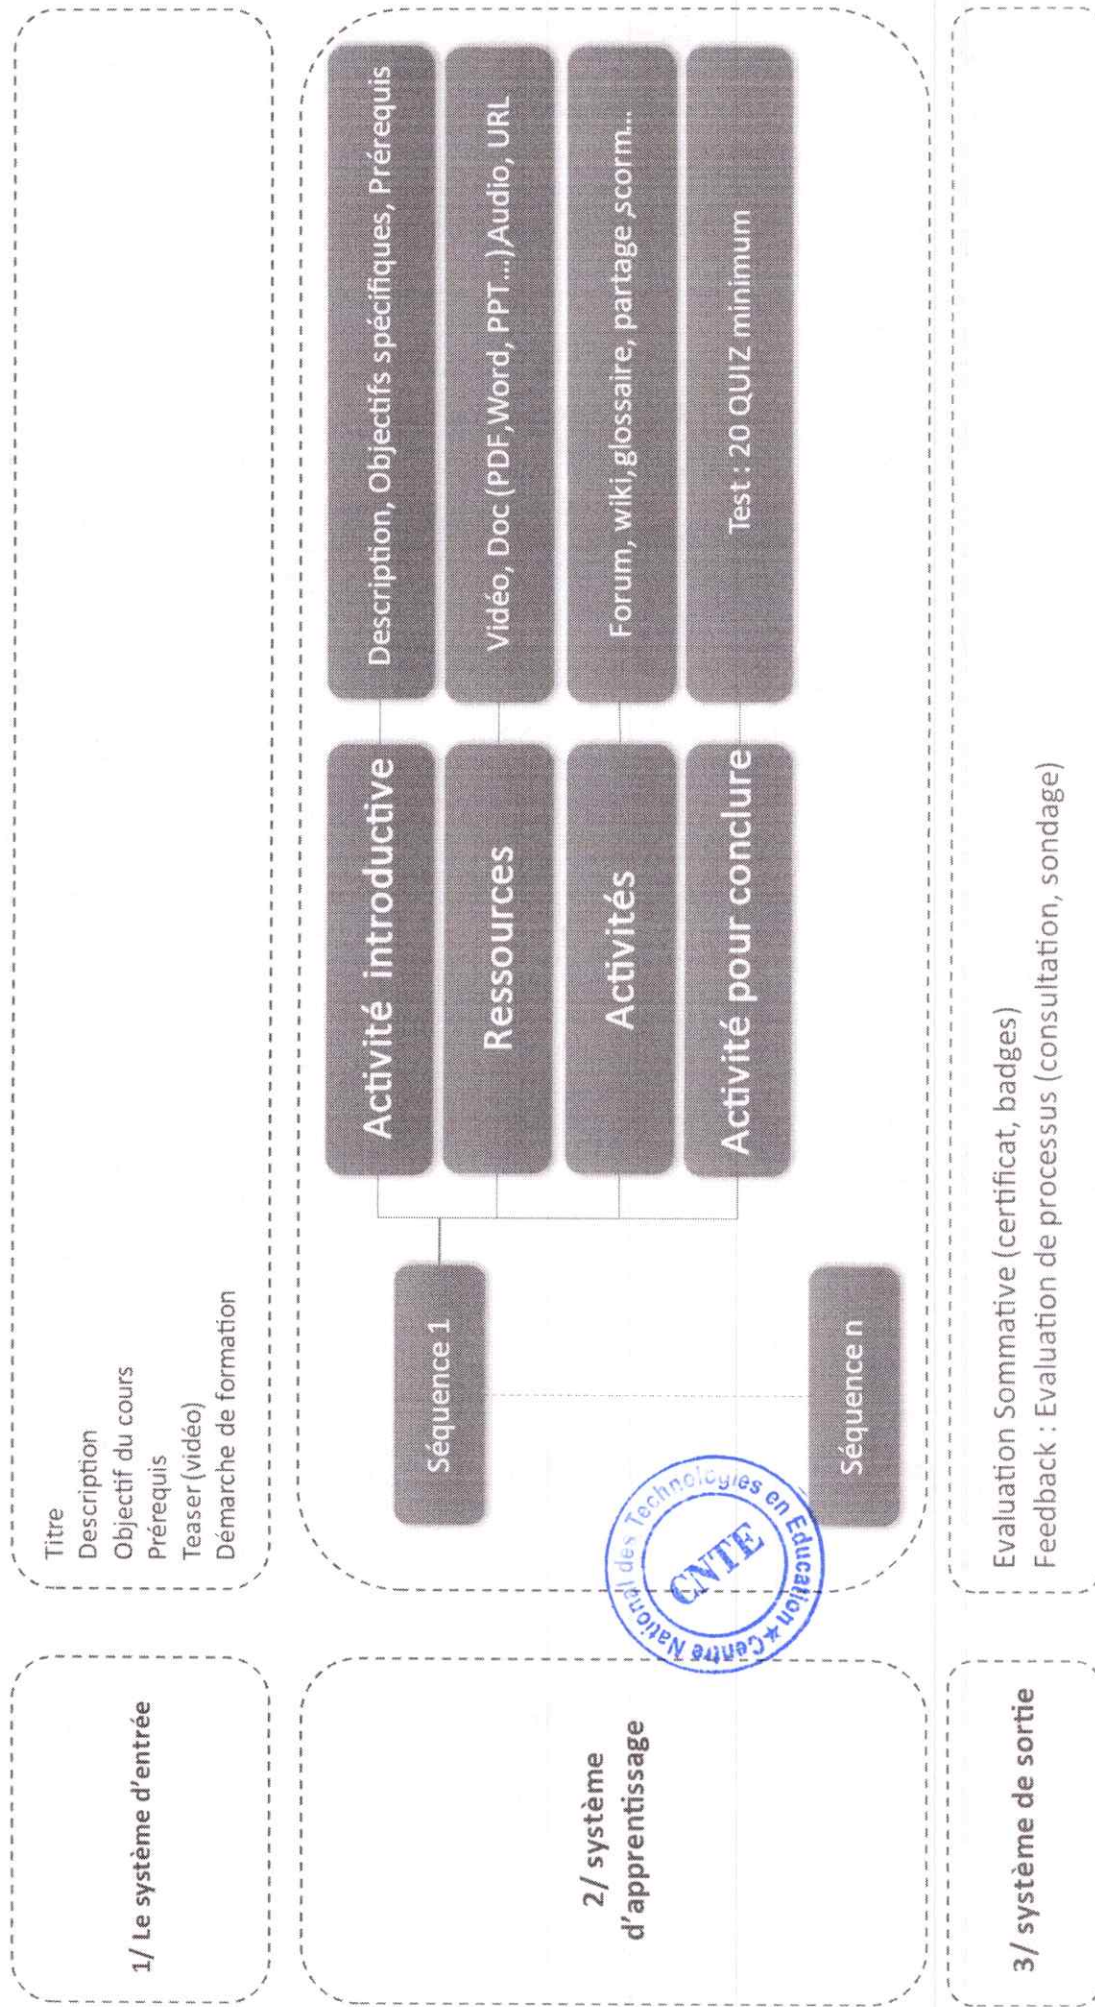 1/ Le système d'entrée
Titre
Description
Objectif du cours
Prérequis
Teaser (vidéo)
Démarche de formation
2/ système
d'apprentissage
Séquence 1
Séquence n
Activité introductive
Description, Objectifs spécifiques, Prérequis
Ressources
Vidéo, Doc (PDF,Word, PPT...),Audio, URL
Activités
Forum, wiki,glossaire, partage ,scorm...
Activité pour conclure
Test : 20 QUIZ minimum
Centre National des Technologies en Education
CNTE
3/ système de sortie
Evaluation Sommative (certificat, badges)
Feedback : Evaluation de processus (consultation, sondage)